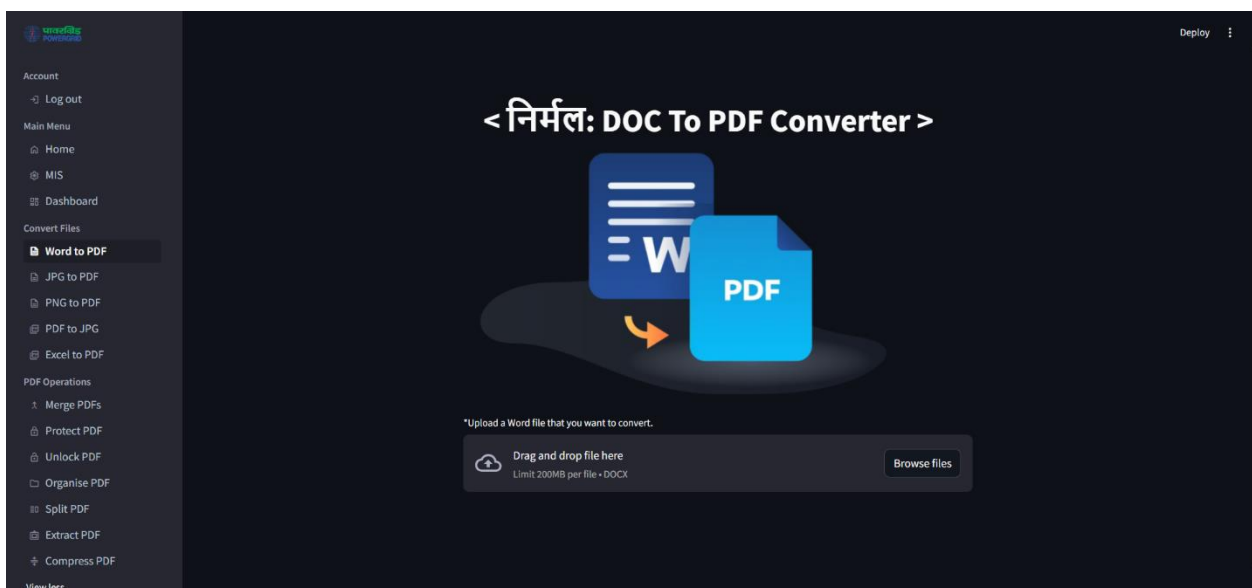 पावरग्रिड
POWERGRID
Deploy
Account
Log out
Main Menu
Home
MIS
Dashboard
Convert Files
Word to PDF
JPG to PDF
PNG to PDF
PDF to JPG
Excel to PDF
PDF Operations
Merge PDFs
Protect PDF
Unlock PDF
Organise PDF
Split PDF
Extract PDF
Compress PDF
View less
< निर्मल: DOC To PDF Converter >
W
PDF
*Upload a Word file that you want to convert.
Drag and drop file here
Limit 200MB per file • DOCX
Browse files